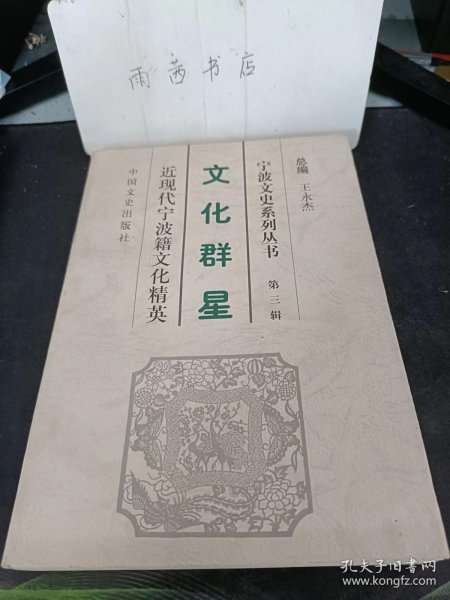 雨茜书店
总编 王永杰
宁波文史系列丛书 第三辑
文化群星
近现代宁波籍文化精英
中国文史出版社
孔夫子旧书网
www.kongfz.com